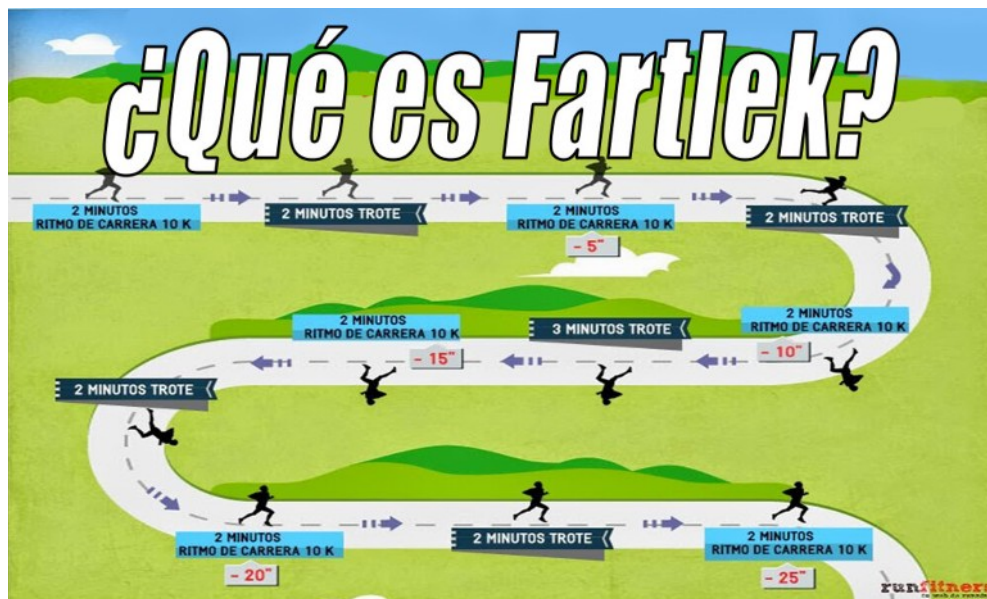 ¿Qué es Fartlek?
2 MINUTOS
RITMO DE CARRERA 10 K
2 MINUTOS TROTE
2 MINUTOS
RITMO DE CARRERA 10 K
- 5"
2 MINUTOS TROTE
2 MINUTOS
RITMO DE CARRERA 10 K
- 10"
3 MINUTOS TROTE
2 MINUTOS
RITMO DE CARRERA 10 K
- 15"
2 MINUTOS TROTE
2 MINUTOS
RITMO DE CARRERA 10 K
- 20"
2 MINUTOS TROTE
2 MINUTOS
RITMO DE CARRERA 10 K
- 25"
runfitners